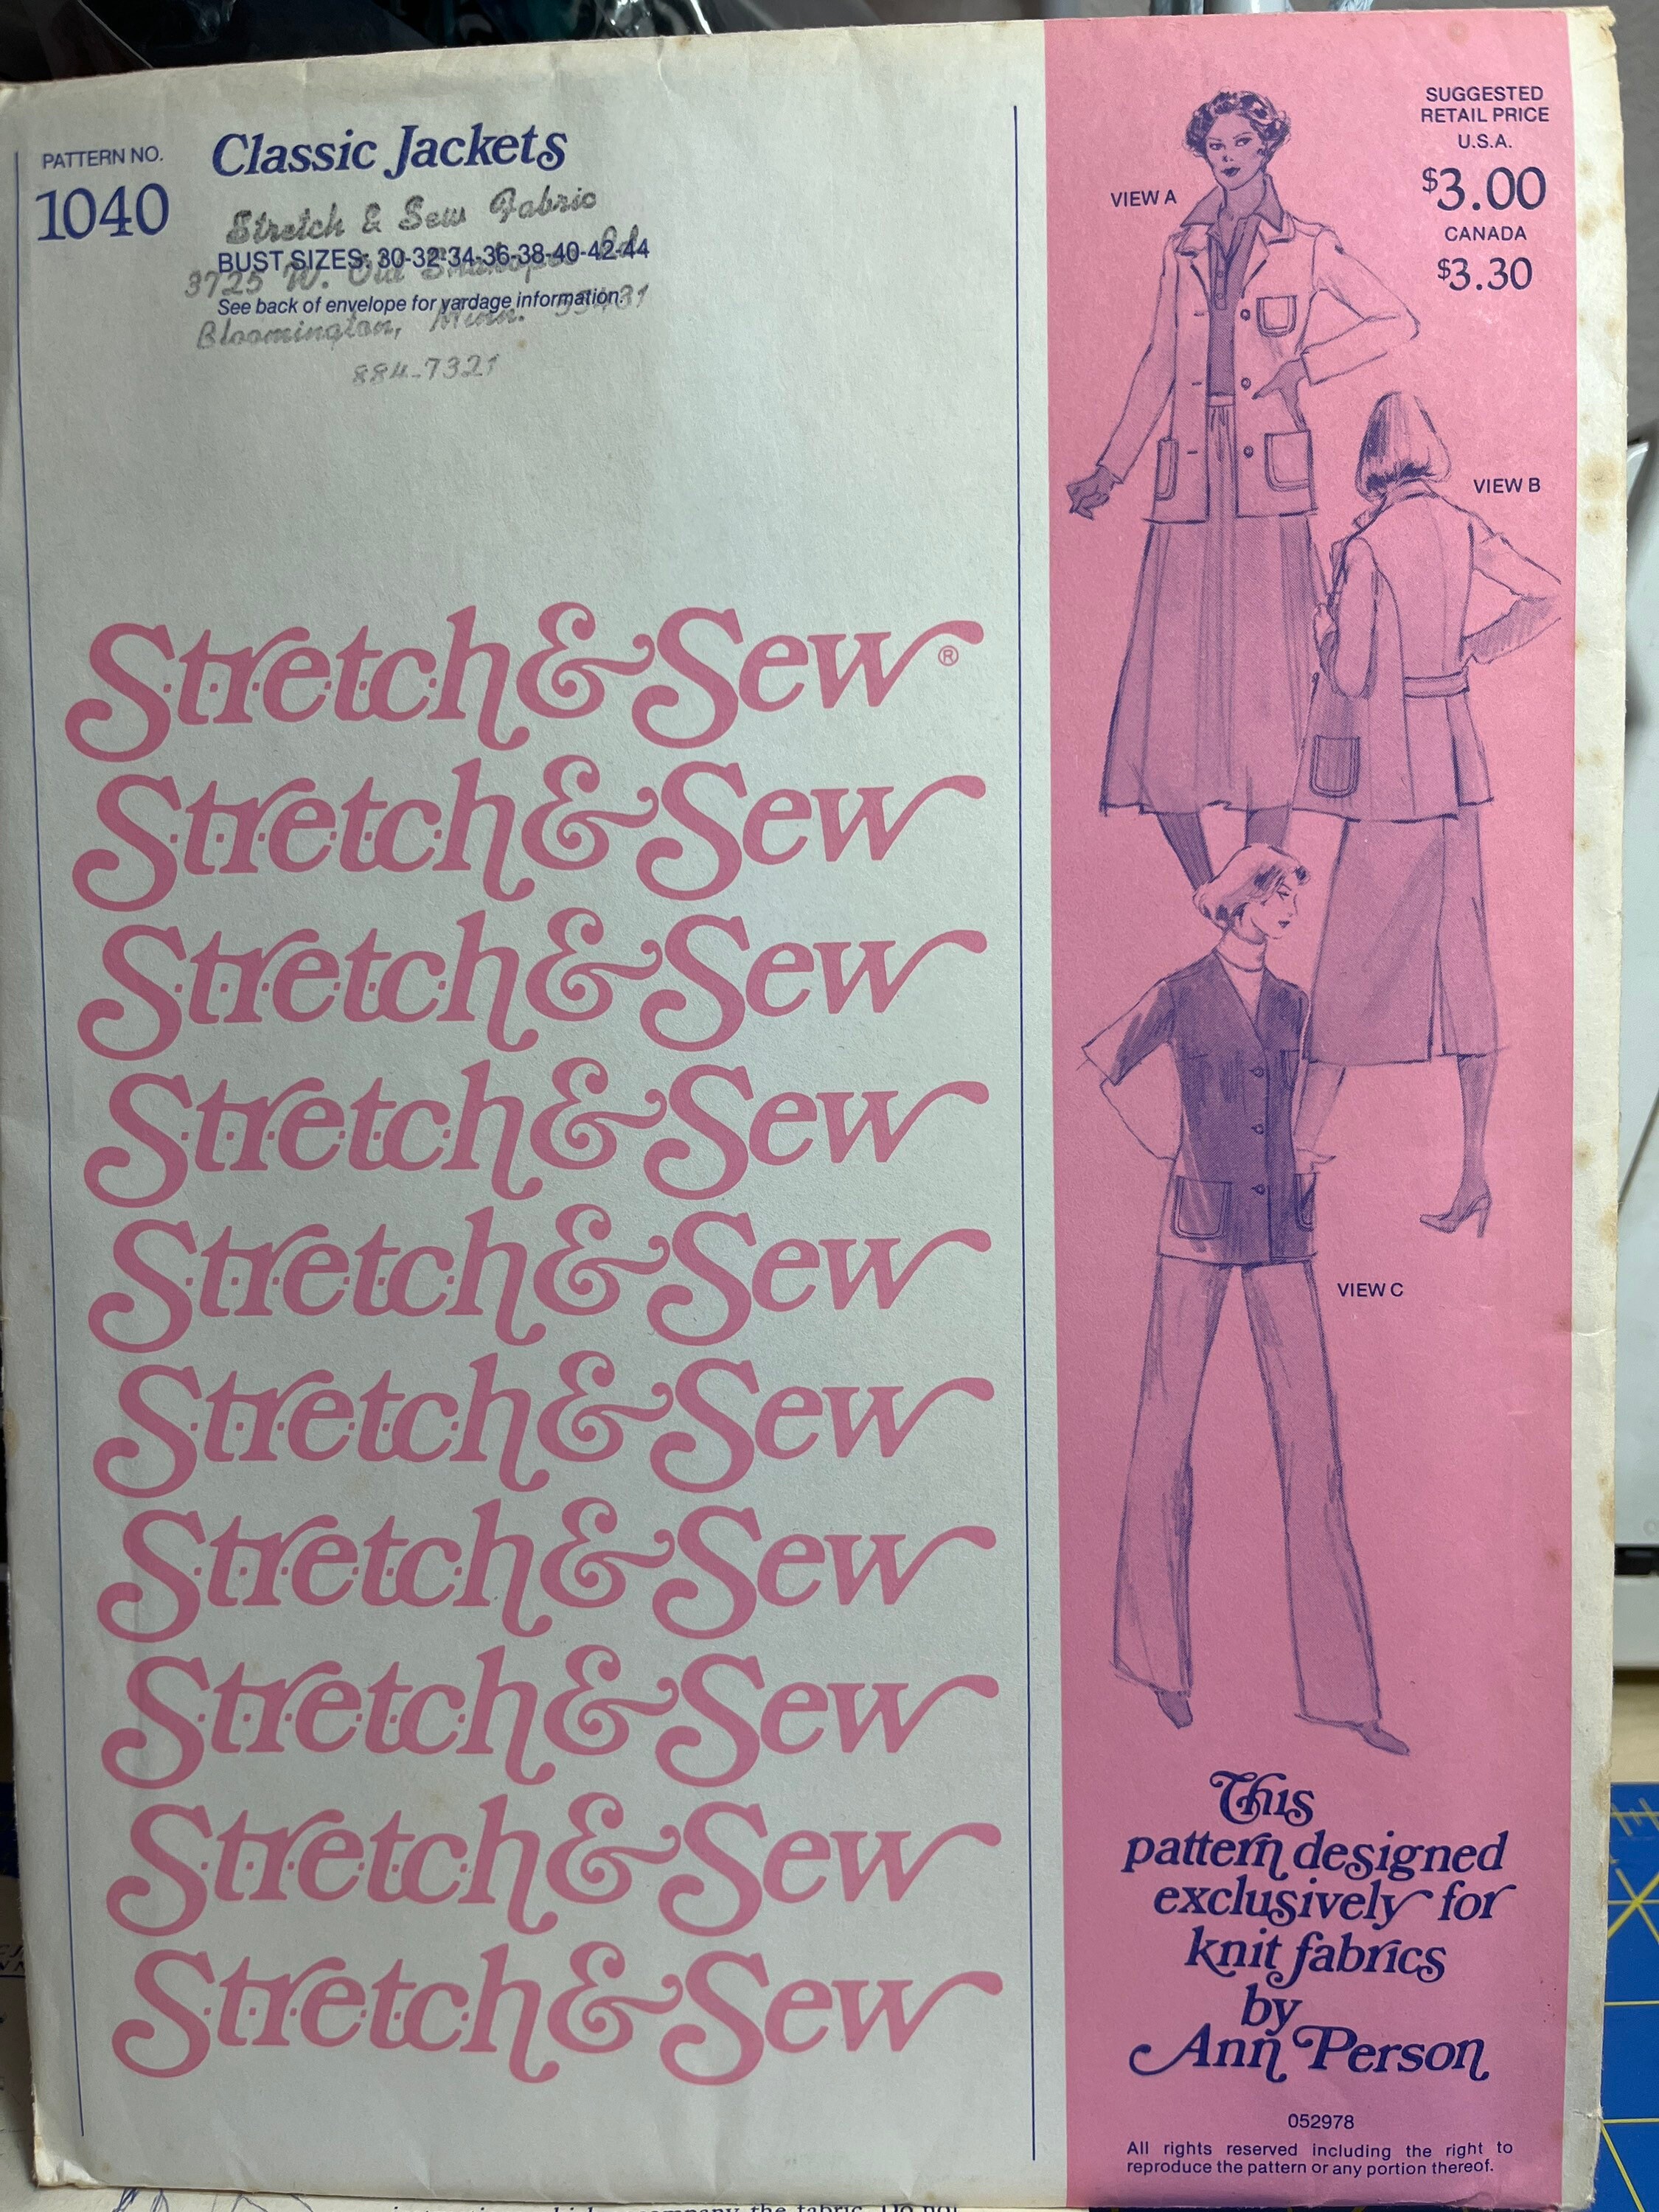 PATTERN NO.
1040
Classic Jackets
Stretch & Sew Fabric
BUST SIZES: 30-32-34-36-38-40-42-44
3725 W. Old Rd.
See back of envelope for yardage information.
Bloomington, Minn. 55431
884-7321
Stretch & Sew®
Stretch & Sew
Stretch & Sew
Stretch & Sew
Stretch & Sew
Stretch & Sew
Stretch & Sew
Stretch & Sew
Stretch & Sew
Stretch & Sew
SUGGESTED
RETAIL PRICE
U.S.A.
$3.00
CANADA
$3.30
VIEW A
VIEW B
VIEW C
This
pattern designed
exclusively for
knit fabrics
by
Ann Person
052978
All rights reserved including the right to
reproduce the pattern or any portion thereof.